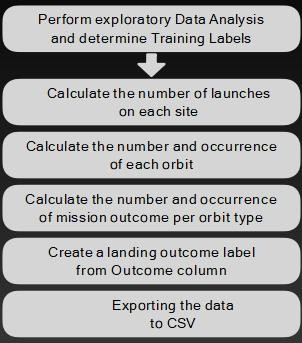 Perform exploratory Data Analysis
and determine Training Labels
Calculate the number of launches
on each site
Calculate the number and occurrence
of each orbit
Calculate the number and occurrence
of mission outcome per orbit type
Create a landing outcome label
from Outcome column
Exporting the data
to CSV